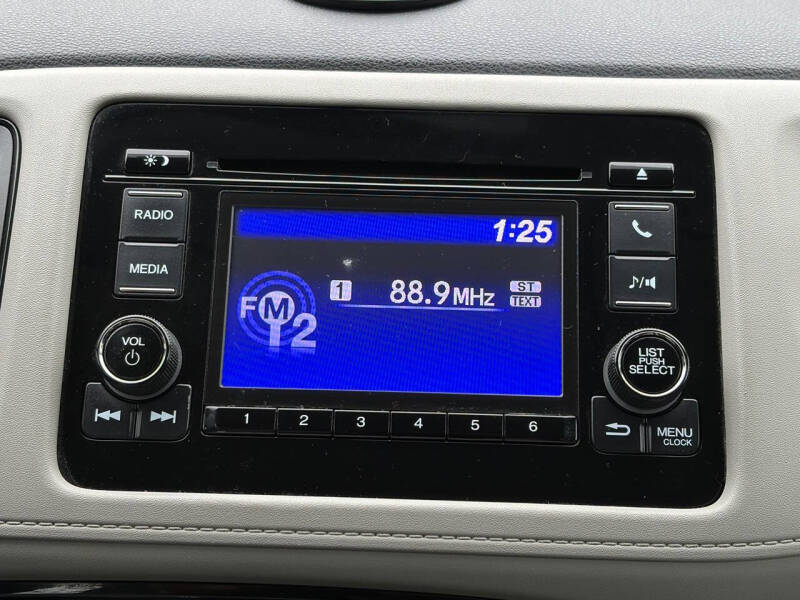 RADIO
MEDIA
VOL
1:25
FM 2
1 88.9 MHz ST
TEXT
LIST
PUSH
SELECT
1 2 3 4 5 6
MENU
CLOCK